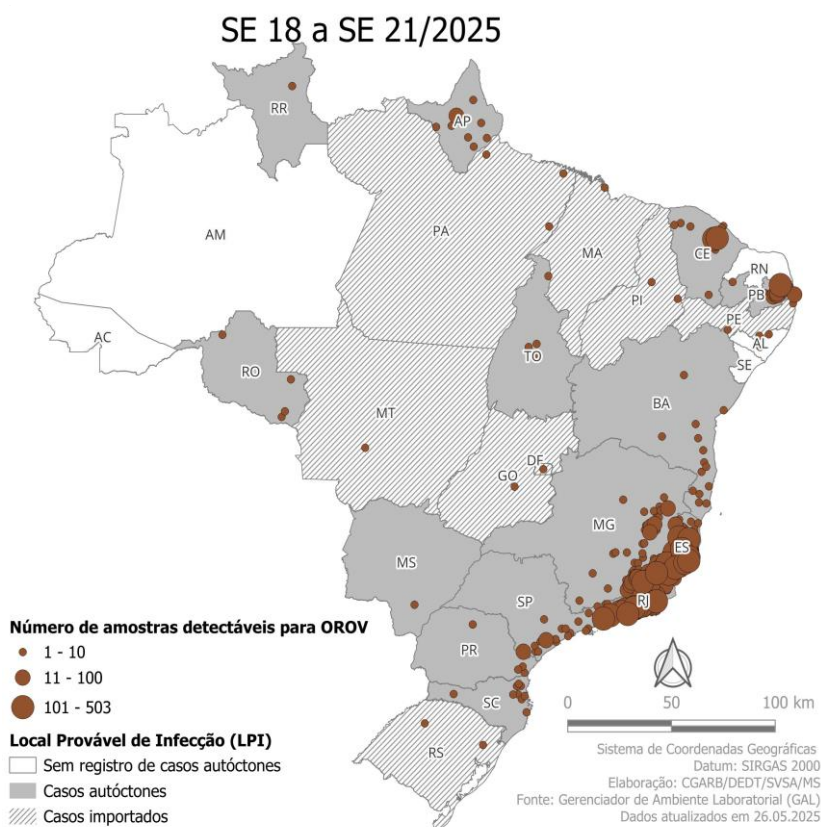 SE 18 a SE 21/2025
RR
AP
AM
PA
MA
CE
RN
PB
PI
PE
AL
SE
AC
RO
TO
BA
MT
DF
GO
MG
ES
MS
SP
RJ
PR
SC
RS
Número de amostras detectáveis para OROV
1 - 10
11 - 100
101 - 503
Local Provável de Infecção (LPI)
Sem registro de casos autóctones
Casos autóctones
Casos importados
0 50 100 km
Sistema de Coordenadas Geográficas
Datum: SIRGAS 2000
Elaboração: CGARB/DEDT/SVSA/MS
Fonte: Gerenciador de Ambiente Laboratorial (GAL)
Dados atualizados em 26.05.2025